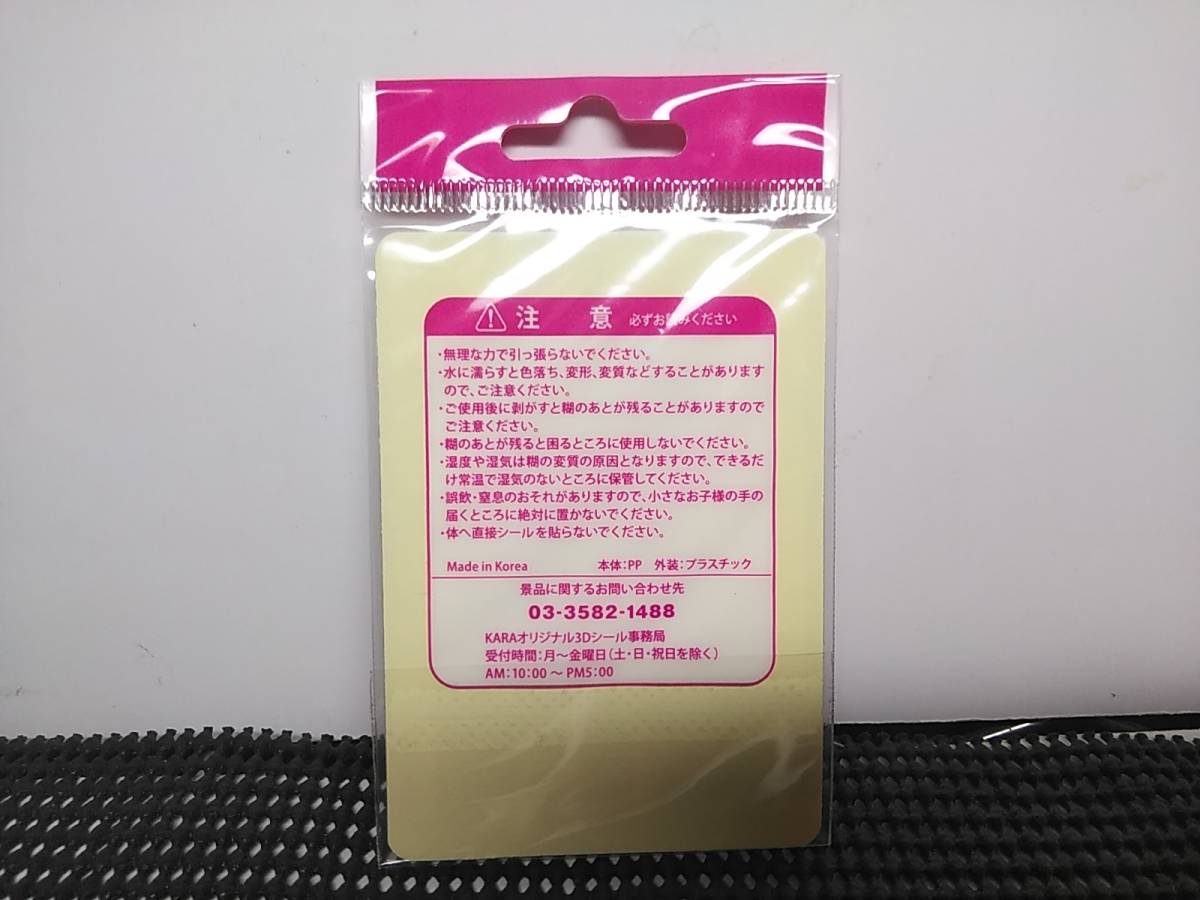 注 意 必ずお読みください
・無理な力で引っ張らないでください。
・水に濡らすと色落ち、変形、変質などすることがあります
ので、ご注意ください。
・ご使用後に剥がすと糊のあとが残ることがありますので
ご注意ください。
・糊のあとが残ると困るところに使用しないでください。
・湿度や湿気は糊の変質の原因となりますので、できるだ
け常温で湿気のないところに保管してください。
・誤飲・窒息のおそれがありますので、小さなお子様の手の
届くところに絶対に置かないでください。
・体へ直接シールを貼らないでください。
Made in Korea 本体：PP 外装：プラスチック
景品に関するお問い合わせ先
03-3582-1488
KARAオリジナル3Dシール事務局
受付時間：月〜金曜日（土・日・祝日を除く）
AM：10：00 〜 PM5：00